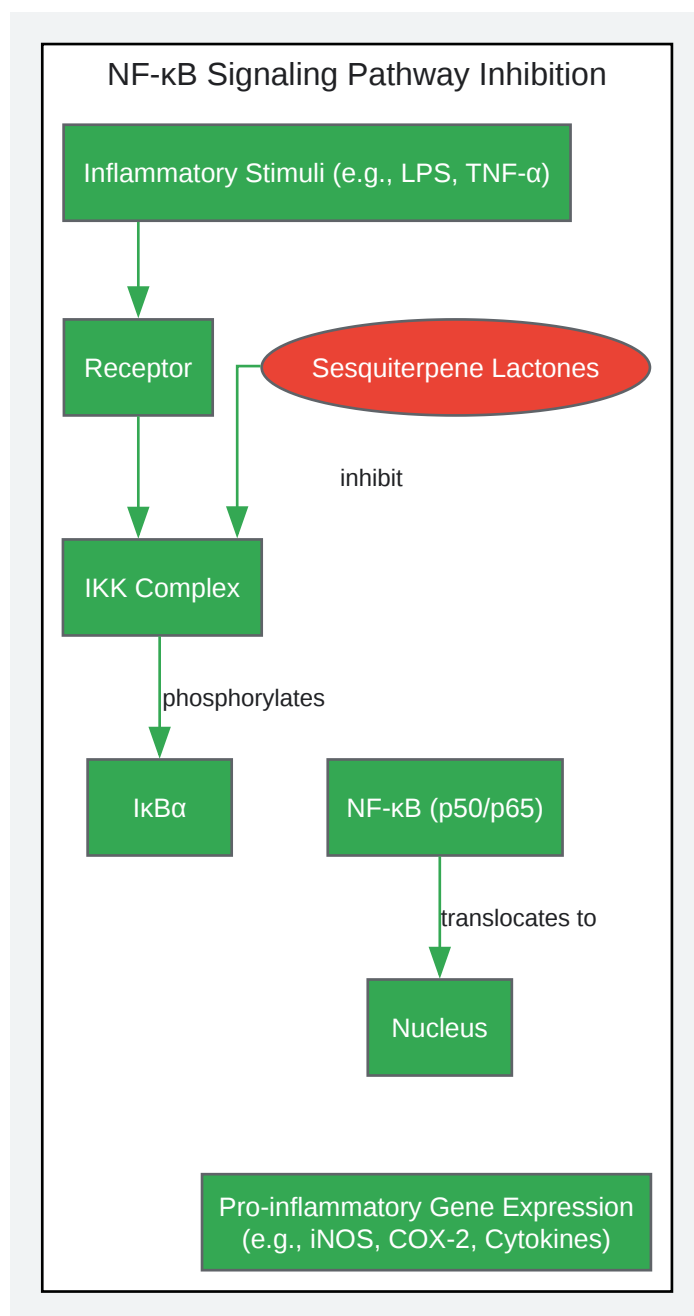 NF-κB Signaling Pathway Inhibition
Inflammatory Stimuli (e.g., LPS, TNF-α)
Receptor
Sesquiterpene Lactones
inhibit
IKK Complex
phosphorylates
IκBα
NF-κB (p50/p65)
translocates to
Nucleus
Pro-inflammatory Gene Expression
(e.g., iNOS, COX-2, Cytokines)